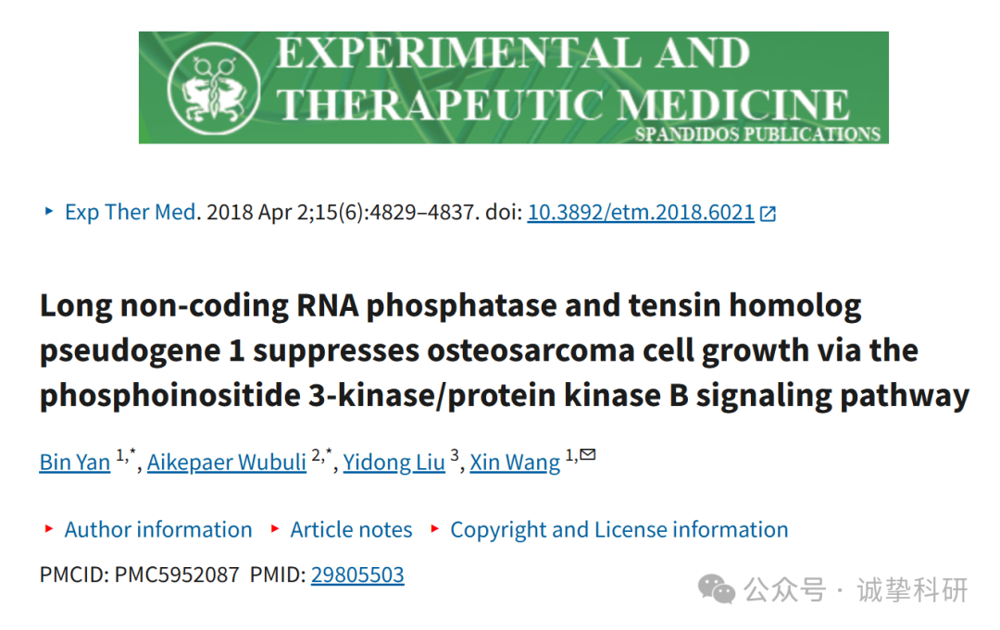 EXPERIMENTAL AND
THERAPEUTIC MEDICINE
SPANDIDOS PUBLICATIONS
Exp Ther Med. 2018 Apr 2;15(6):4829–4837. doi: 10.3892/etm.2018.6021
Long non-coding RNA phosphatase and tensin homolog
pseudogene 1 suppresses osteosarcoma cell growth via the
phosphoinositide 3-kinase/protein kinase B signaling pathway
Bin Yan 1,*, Aikepaer Wubuli 2,*, Yidong Liu 3, Xin Wang 1,✉
Author information Article notes Copyright and License information
PMCID: PMC5952087 PMID: 29805503
公众号 · 诚挚科研